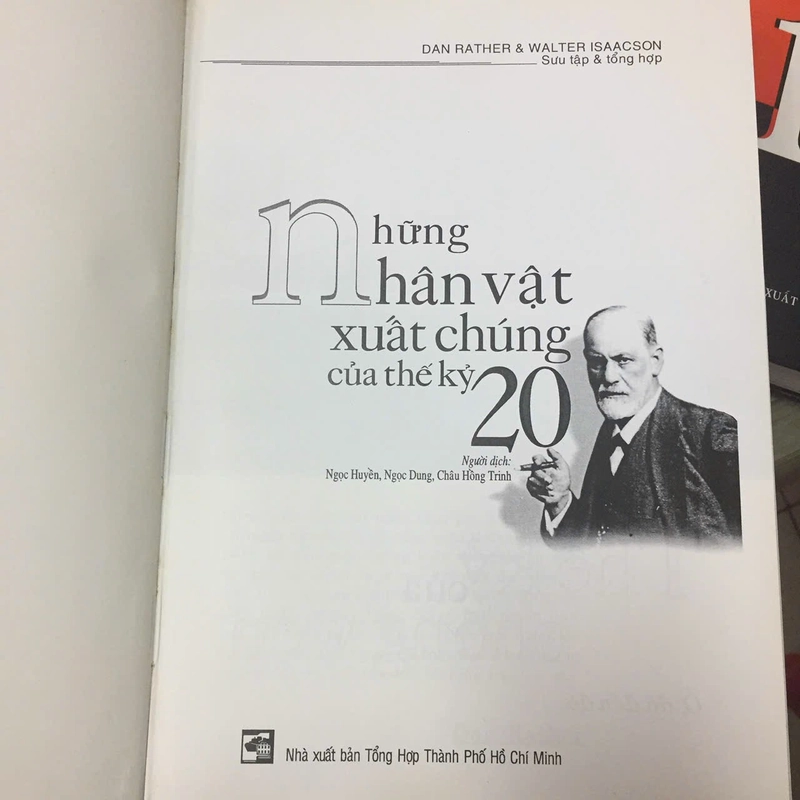 DAN RATHER & WALTER ISAACSON
Sưu tập & tổng hợp
những
nhân vật
xuất chúng
của thế kỷ
20
Người dịch:
Ngọc Huyền, Ngọc Dung, Châu Hồng Trinh
Nhà xuất bản Tổng Hợp Thành Phố Hồ Chí Minh
XUẤT